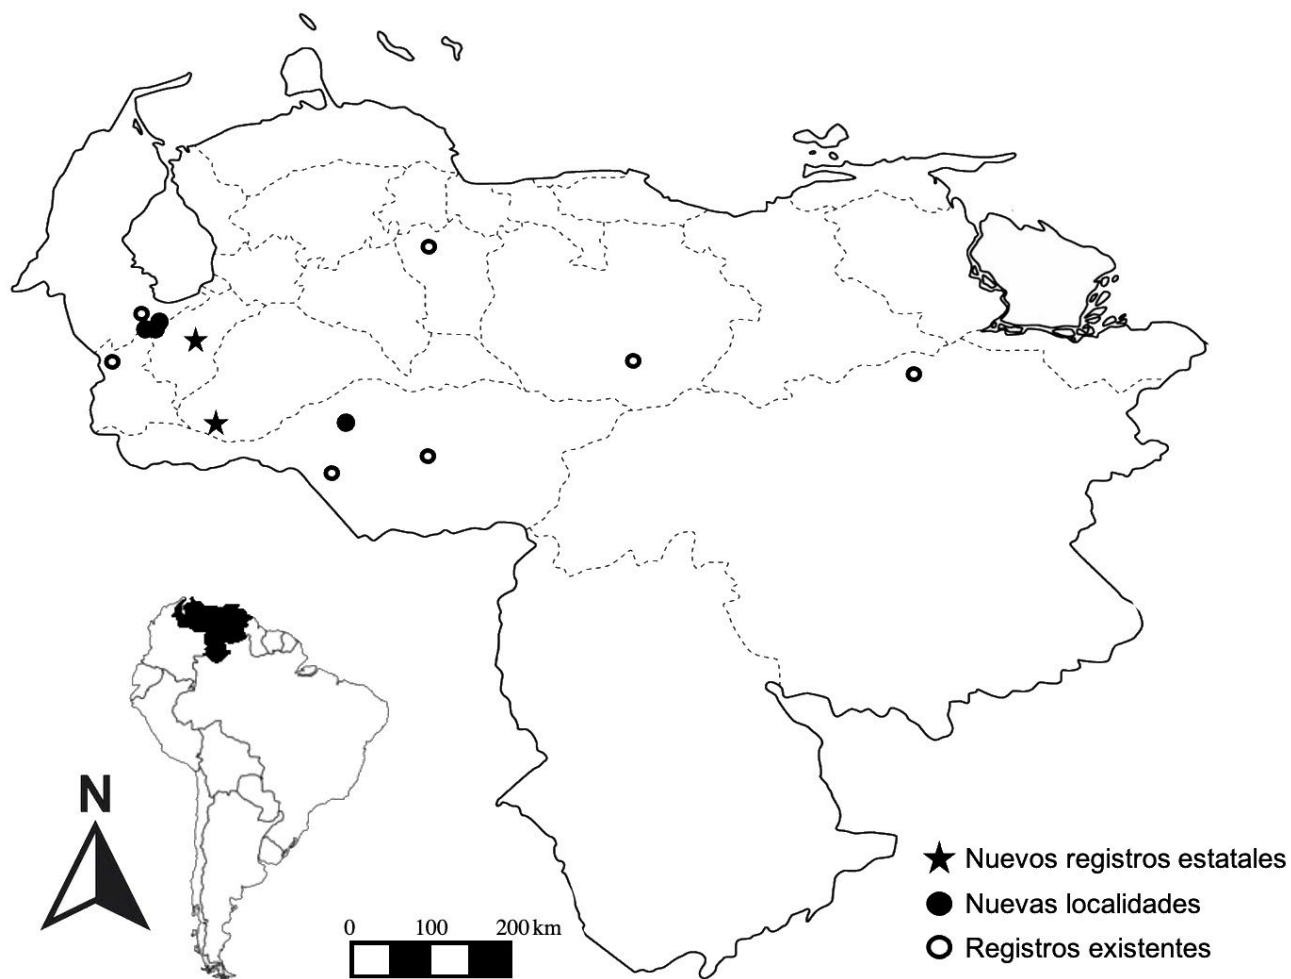 N
0 100 200 km
Nuevos registros estatales
Nuevas localidades
Registros existentes